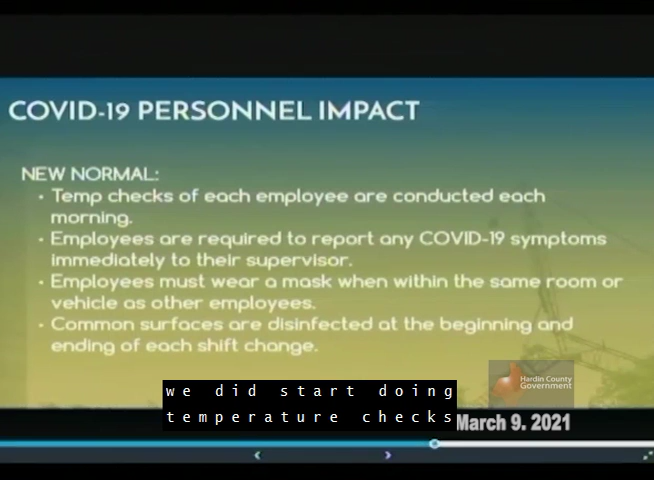 COVID-19 PERSONNEL IMPACT
NEW NORMAL:
• Temp checks of each employee are conducted each
morning.
• Employees are required to report any COVID-19 symptoms
immediately to their supervisor.
• Employees must wear a mask when within the same room or
vehicle as other employees.
• Common surfaces are disinfected at the beginning and
ending of each shift change.
Hardin County
Government
we did start doing
temperature checks
March 9. 2021